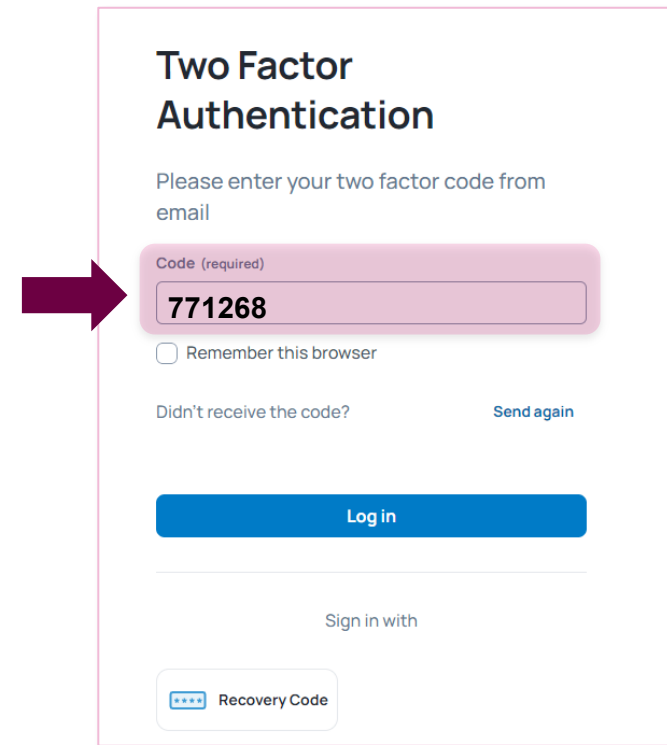 Two Factor
Authentication
Please enter your two factor code from
email
Code (required)
771268
Remember this browser
Didn't receive the code? Send again
Log in
Sign in with
Recovery Code